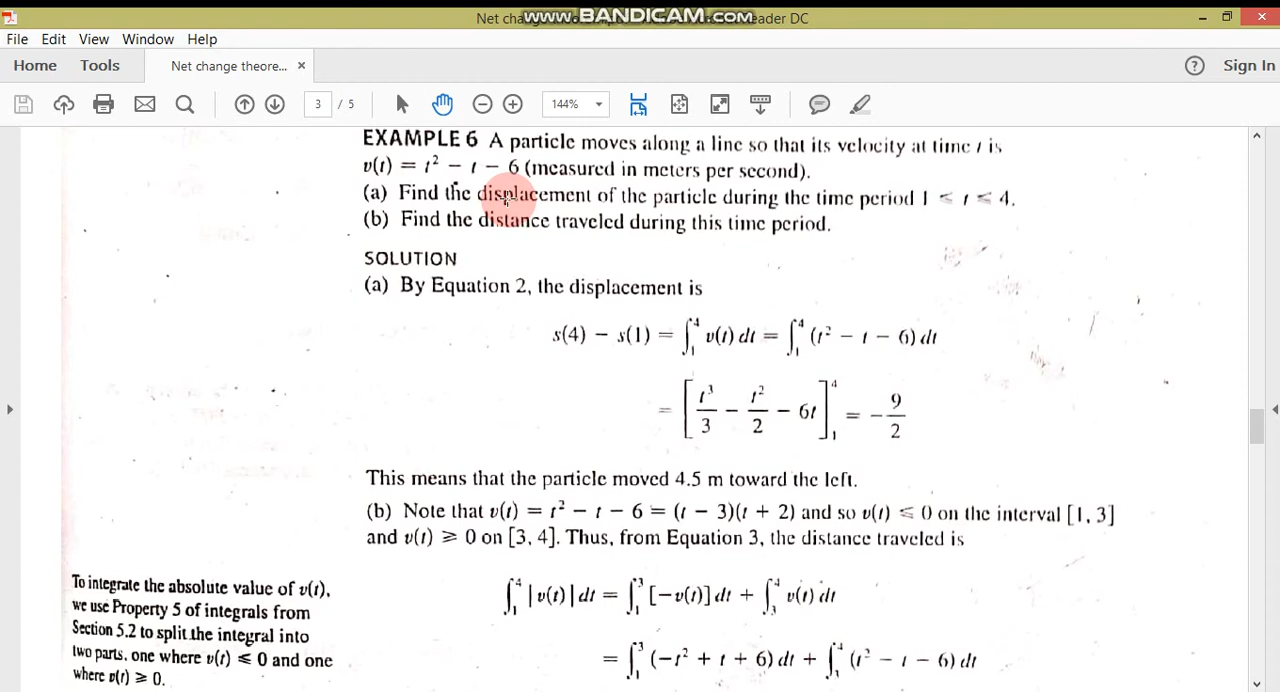 Net chan
www.BANDICAM.COM
eader DC
File Edit View Window Help
Home Tools Net change theore... × ? Sign In
3 / 5 144%
EXAMPLE 6 A particle moves along a line so that its velocity at time t is
v(t) = t² − t − 6 (measured in meters per second).
(a) Find the displacement of the particle during the time period 1 ≤ t ≤ 4.
(b) Find the distance traveled during this time period.
SOLUTION
(a) By Equation 2, the displacement is
s(4) − s(1) = ∫₁⁴ v(t) dt = ∫₁⁴ (t² − t − 6) dt
= [t³/3 − t²/2 − 6t]₁⁴ = −9/2
This means that the particle moved 4.5 m toward the left.
(b) Note that v(t) = t² − t − 6 = (t − 3)(t + 2) and so v(t) ≤ 0 on the interval [1, 3]
and v(t) ≥ 0 on [3, 4]. Thus, from Equation 3, the distance traveled is
To integrate the absolute value of v(t),
we use Property 5 of integrals from
Section 5.2 to split the integral into
two parts, one where v(t) ≤ 0 and one
where v(t) ≥ 0.
∫₁⁴ |v(t)| dt = ∫₁³ [−v(t)] dt + ∫₃⁴ v(t) dt
= ∫₁³ (−t² + t + 6) dt + ∫₃⁴ (t² − t − 6) dt